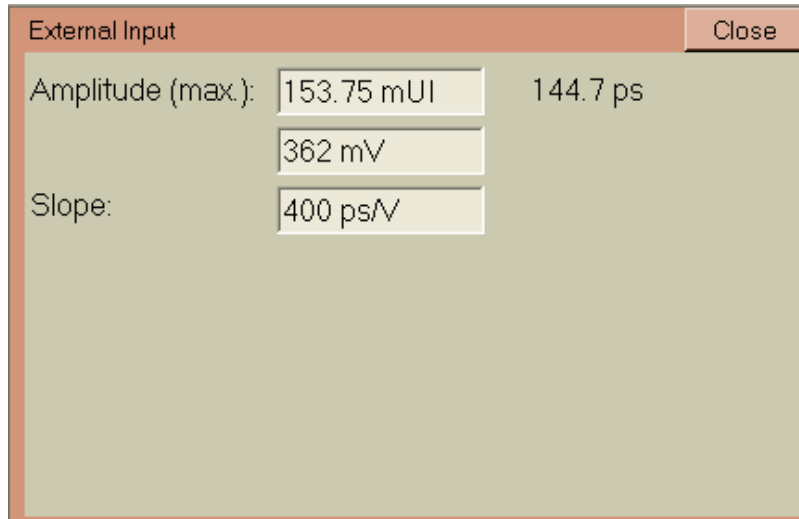 External Input Close
Amplitude (max.): 153.75 mUI 144.7 ps
362 mV
Slope: 400 ps/V